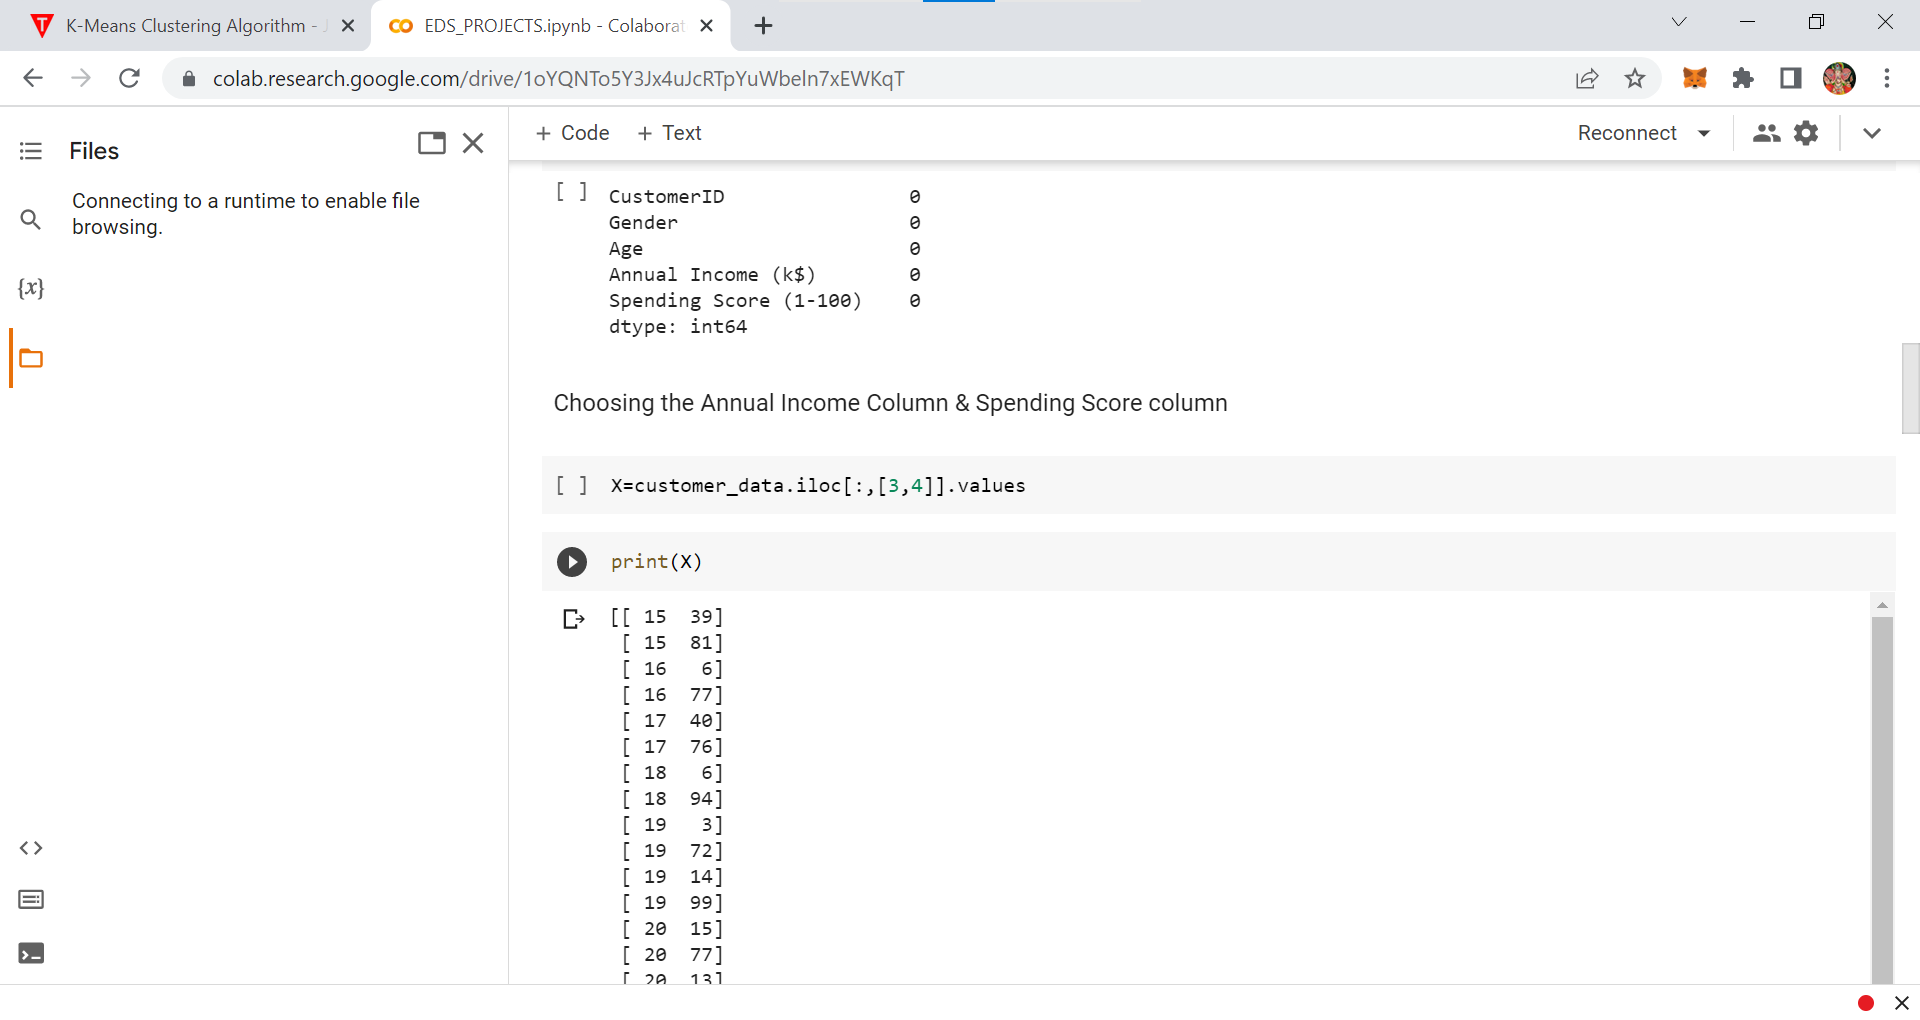 K-Means Clustering Algorithm -
EDS_PROJECTS.ipynb - Colaborat
colab.research.google.com/drive/1oYQNTo5Y3Jx4uJcRTpYuWbeln7xEWKqT
Files
Connecting to a runtime to enable file
browsing.
+ Code + Text
Reconnect
{x}
[ ] CustomerID 0
Gender 0
Age 0
Annual Income (k$) 0
Spending Score (1-100) 0
dtype: int64
Choosing the Annual Income Column & Spending Score column
[ ] X=customer_data.iloc[:,[3,4]].values
print(X)
[[ 15 39]
[ 15 81]
[ 16 6]
[ 16 77]
[ 17 40]
[ 17 76]
[ 18 6]
[ 18 94]
[ 19 3]
[ 19 72]
[ 19 14]
[ 19 99]
[ 20 15]
[ 20 77]
[ 20 13]